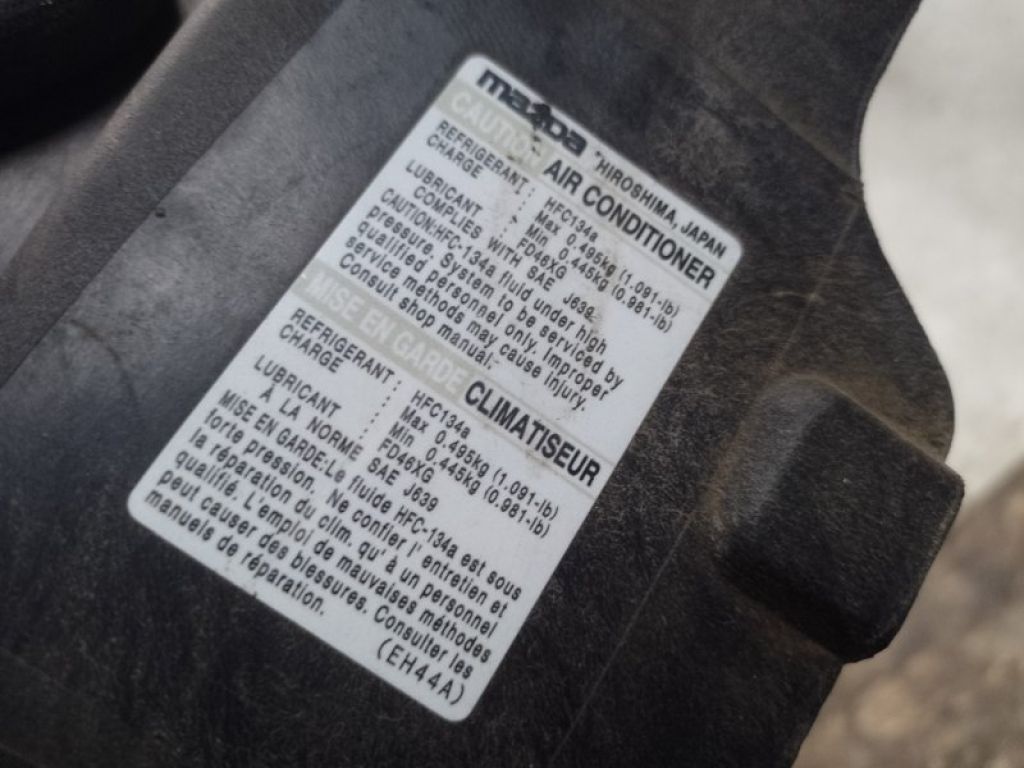 mazda "HIROSHIMA, JAPAN
CAUTION AIR CONDITIONER
REFRIGERANT : HFC134a
CHARGE : Max 0.495kg (1.091-lb)
Min 0.445kg (0.981-lb)
LUBRICANT : FD46XG
COMPLIES WITH SAE J639
CAUTION:HFC-134a fluid under high
pressure. System to be serviced by
qualified personnel only. Improper
service methods may cause injury.
Consult shop manual.
MISE EN GARDE CLIMATISEUR
REFRIGERANT : HFC134a
CHARGE : Max 0.495kg (1.091-lb)
Min 0.445kg (0.981-lb)
LUBRICANT : FD46XG
À LA NORME SAE J639
MISE EN GARDE:Le fluide HFC-134a est sous
forte pression. Ne confier l' entretien et
la réparation du clim. qu' à un personnel
qualifié. L'emploi de mauvaises méthodes
peut causer des blessures. Consulter les
manuels de réparation.
(EH44A)